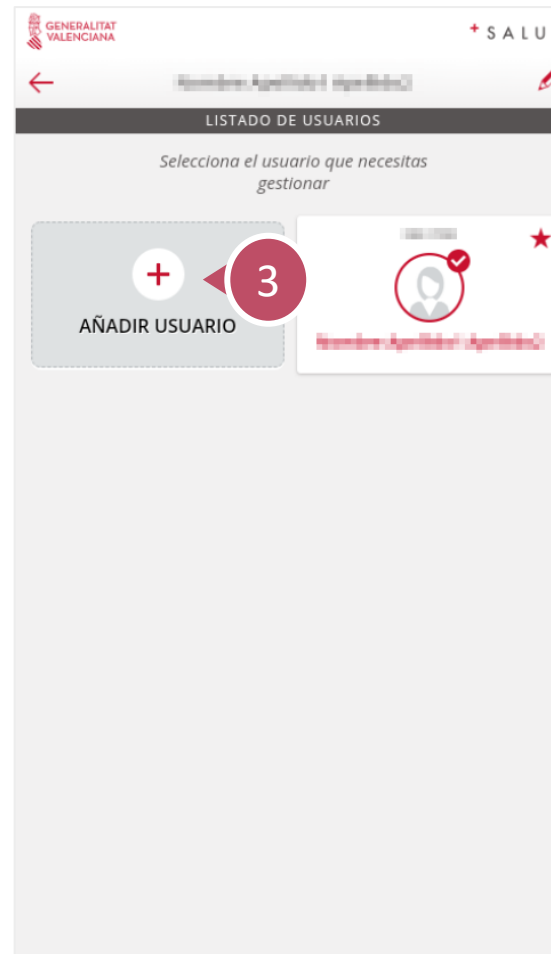 GENERALITAT
VALENCIANA
+ S A L U
LISTADO DE USUARIOS
Selecciona el usuario que necesitas
gestionar
3
AÑADIR USUARIO